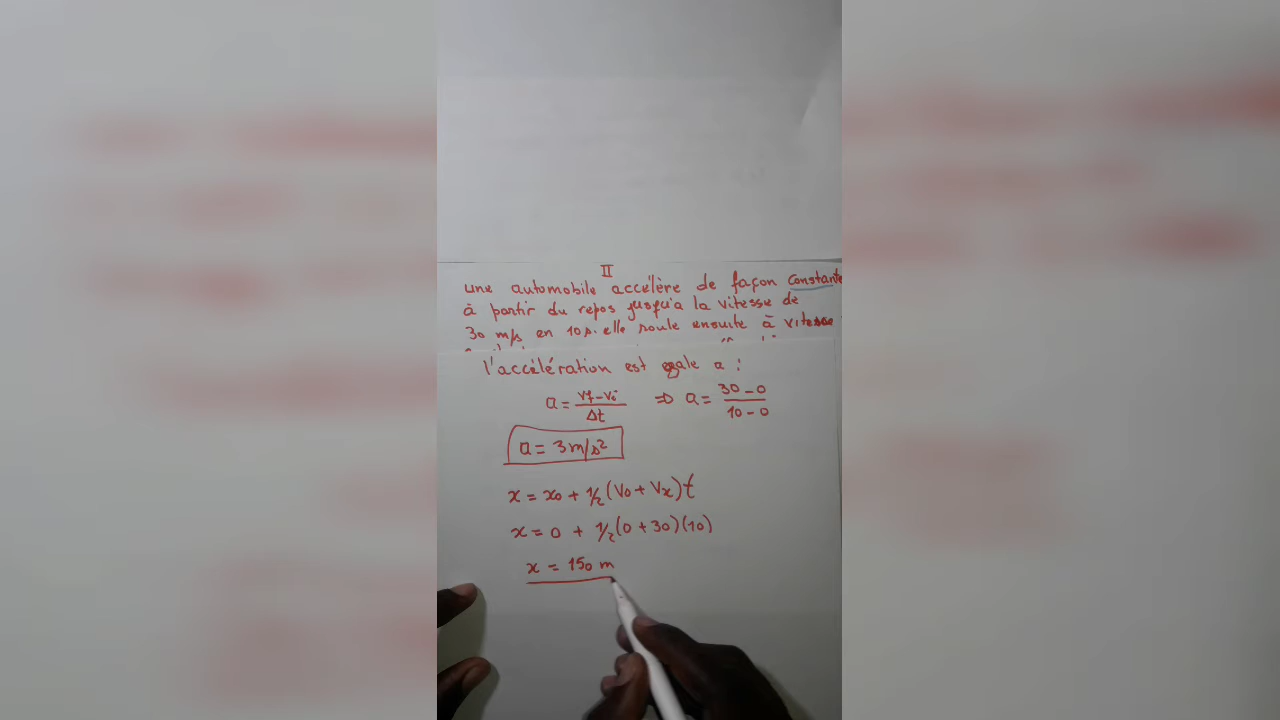 II
une automobile accélère de façon constante
à partir du repos jusqu'a la vitesse de
30 m/s en 10s. elle roule ensuite à vitesse
l'accélération est egale a :
a = vf - vi / Δt ⇒ a = 30 - 0 / 10 - 0
a = 3 m/s²
x = x0 + 1/2 (V0 + Vx) t
x = 0 + 1/2 (0 + 30) (10)
x = 150 m